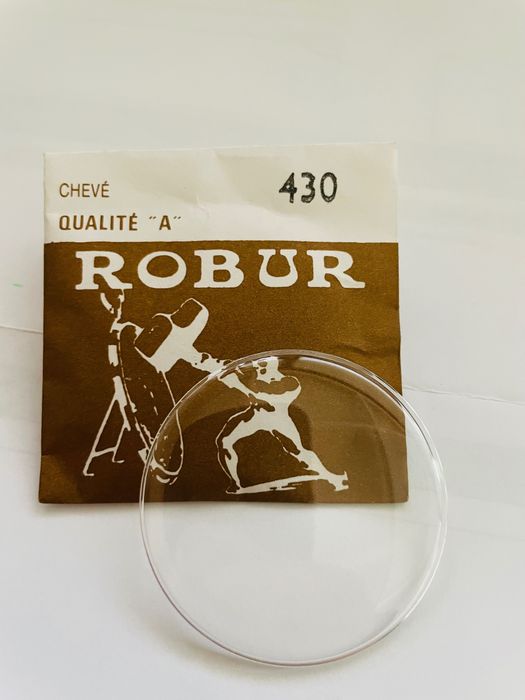 CHEVÉ 430
QUALITÉ "A"
ROBUR